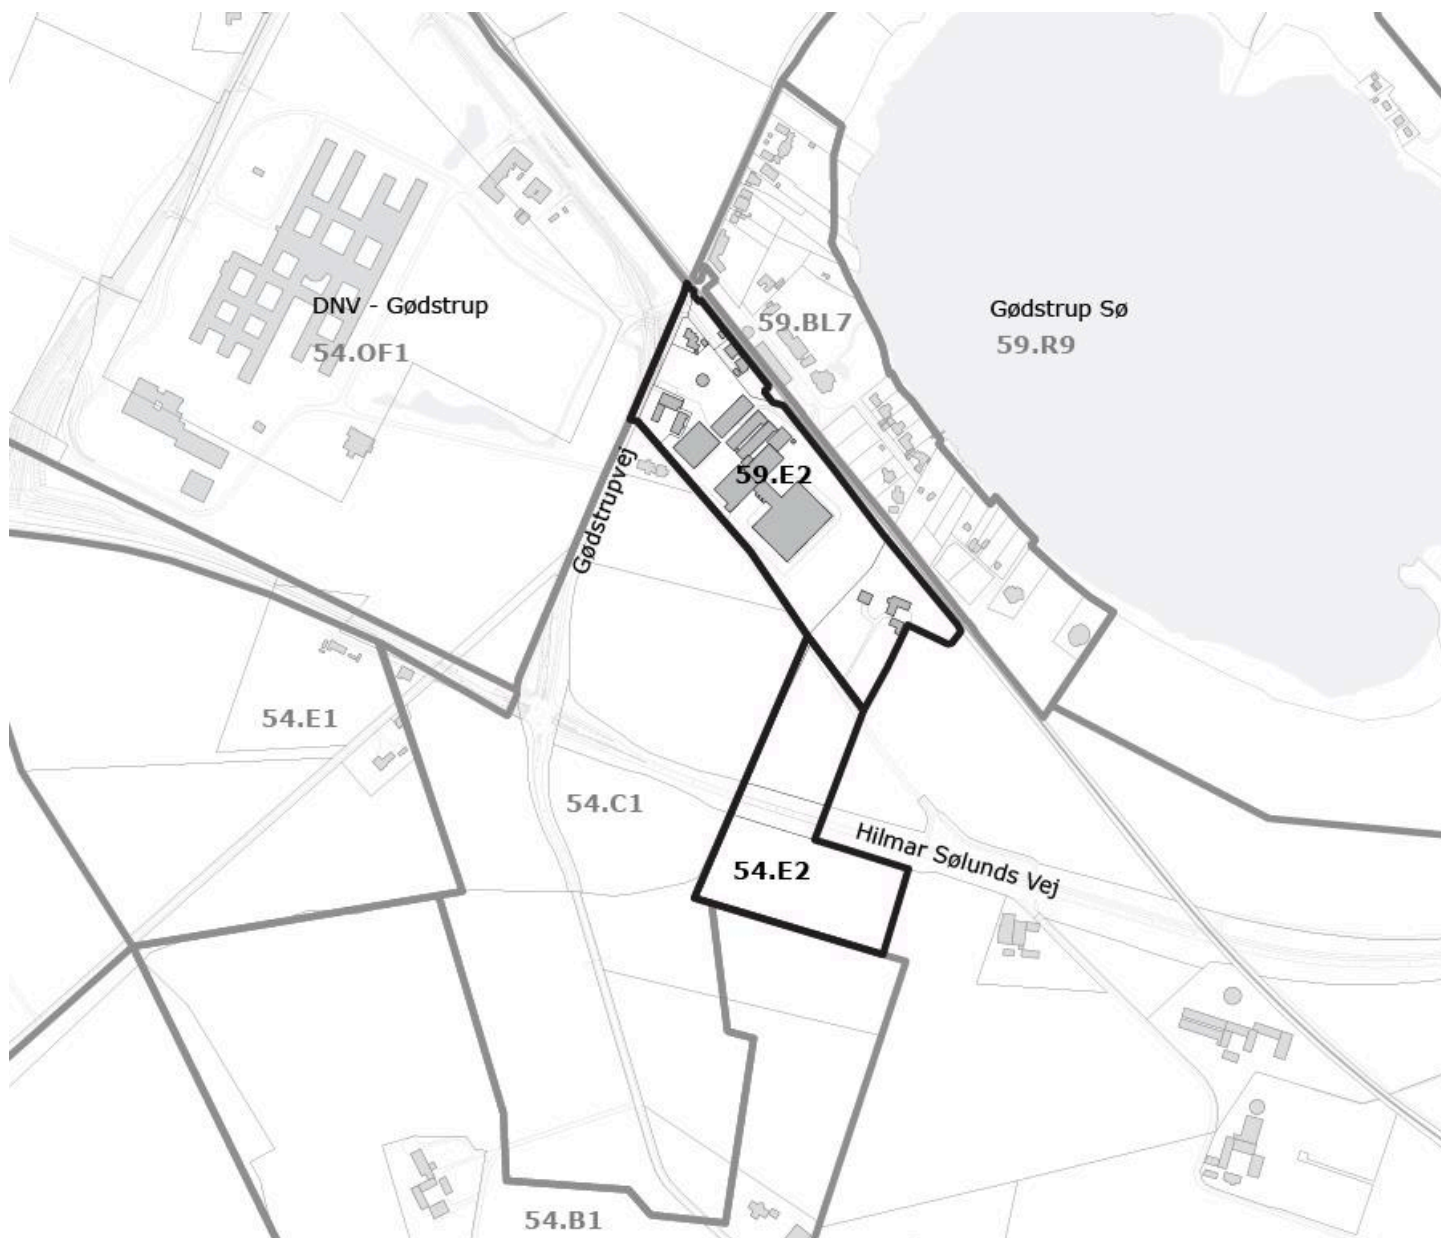 DNV - Gødstrup
54.OF1
59.BL7
Gødstrup Sø
59.R9
59.E2
Gødstrupvej
54.E1
54.C1
Hilmar Sølunds Vej
54.E2
54.B1